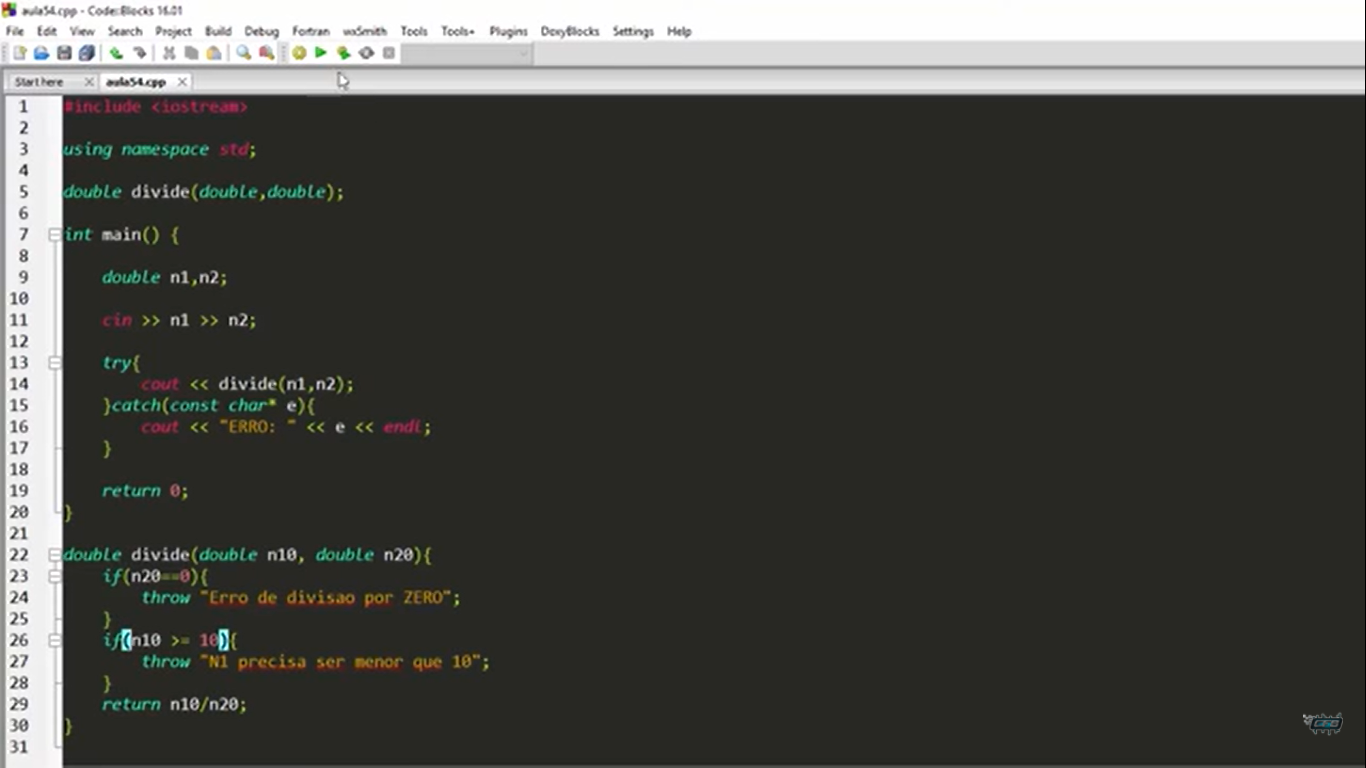 aula54.cpp - Code::Blocks 16.01
File Edit View Search Project Build Debug Fortran wxSmith Tools Tools+ Plugins DoxyBlocks Settings Help
Start here aula54.cpp
1 #include <iostream>
2
3 using namespace std;
4
5 double divide(double,double);
6
7 int main() {
8
9 double n1,n2;
10
11 cin >> n1 >> n2;
12
13 try{
14 cout << divide(n1,n2);
15 }catch(const char* e){
16 cout << "ERRO: " << e << endl;
17 }
18
19 return 0;
20 }
21
22 double divide(double n10, double n20){
23 if(n20==0){
24 throw "Erro de divisao por ZERO";
25 }
26 if(n10 >= 10){
27 throw "N1 precisa ser menor que 10";
28 }
29 return n10/n20;
30 }
31